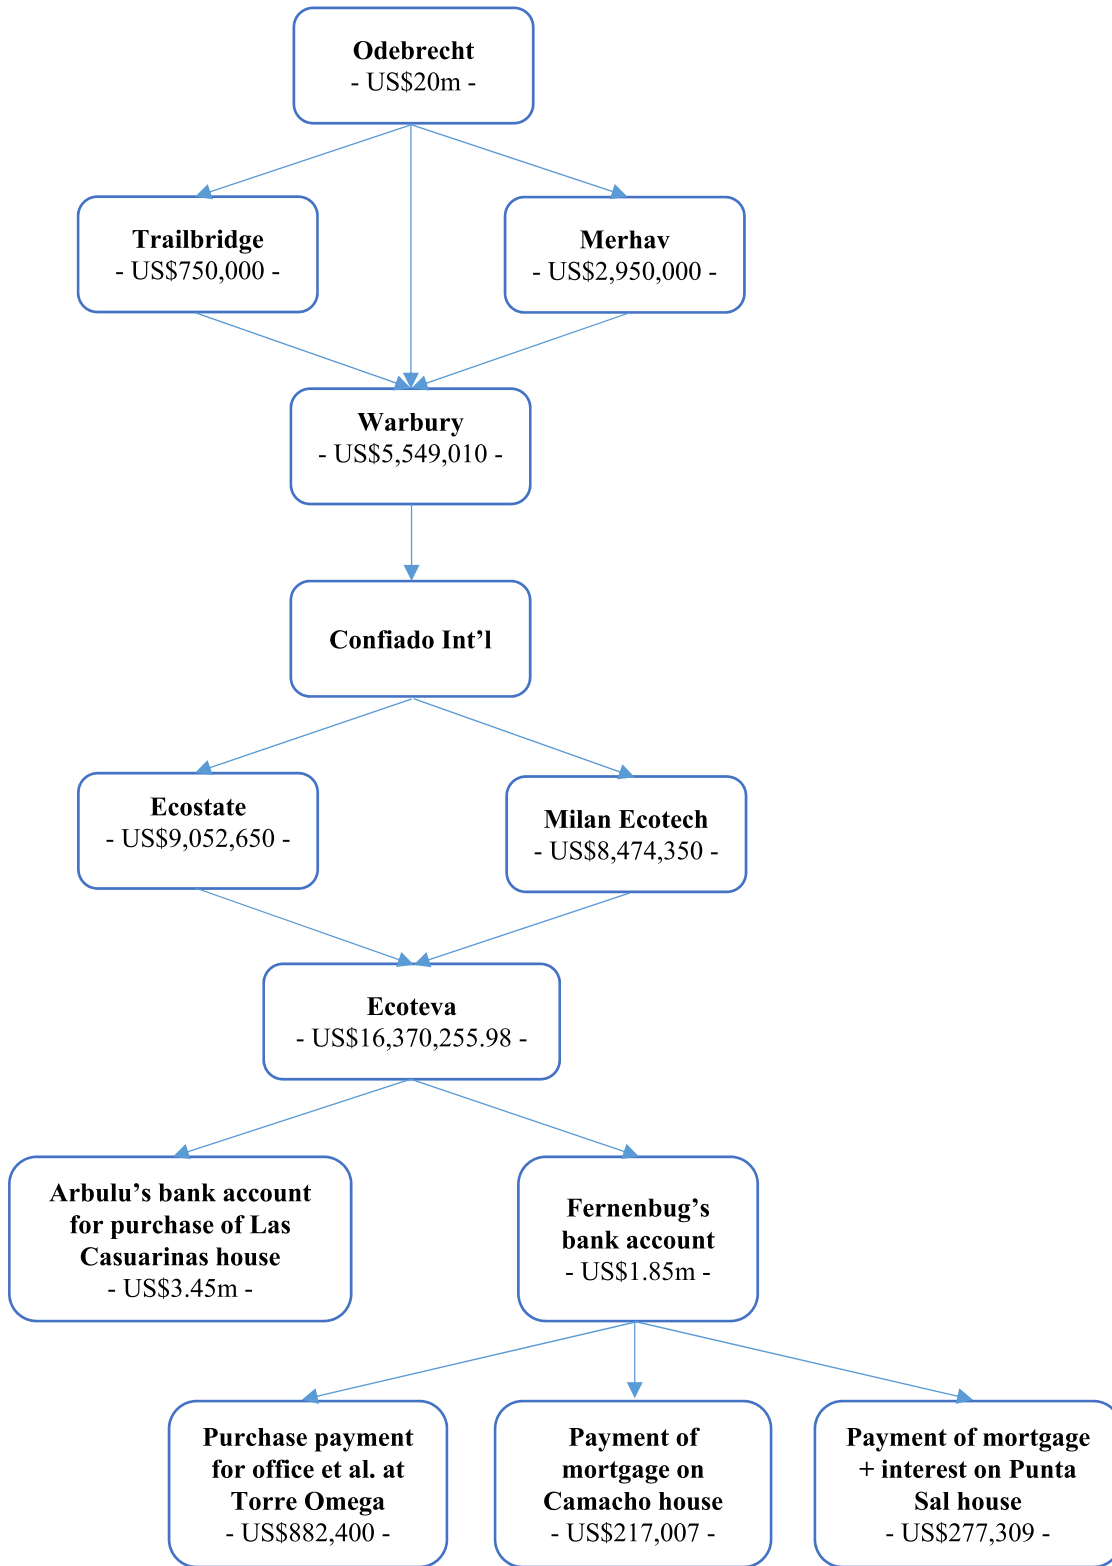 Odebrecht
- US$20m -
Trailbridge
- US$750,000 -
Merhav
- US$2,950,000 -
Warbury
- US$5,549,010 -
Confiado Int’l
Ecostate
- US$9,052,650 -
Milan Ecotech
- US$8,474,350 -
Ecoteva
- US$16,370,255.98 -
Arbulu’s bank account
for purchase of Las
Casuarinas house
- US$3.45m -
Fernenbug’s
bank account
- US$1.85m -
Purchase payment
for office et al. at
Torre Omega
- US$882,400 -
Payment of
mortgage on
Camacho house
- US$217,007 -
Payment of mortgage
+ interest on Punta
Sal house
- US$277,309 -